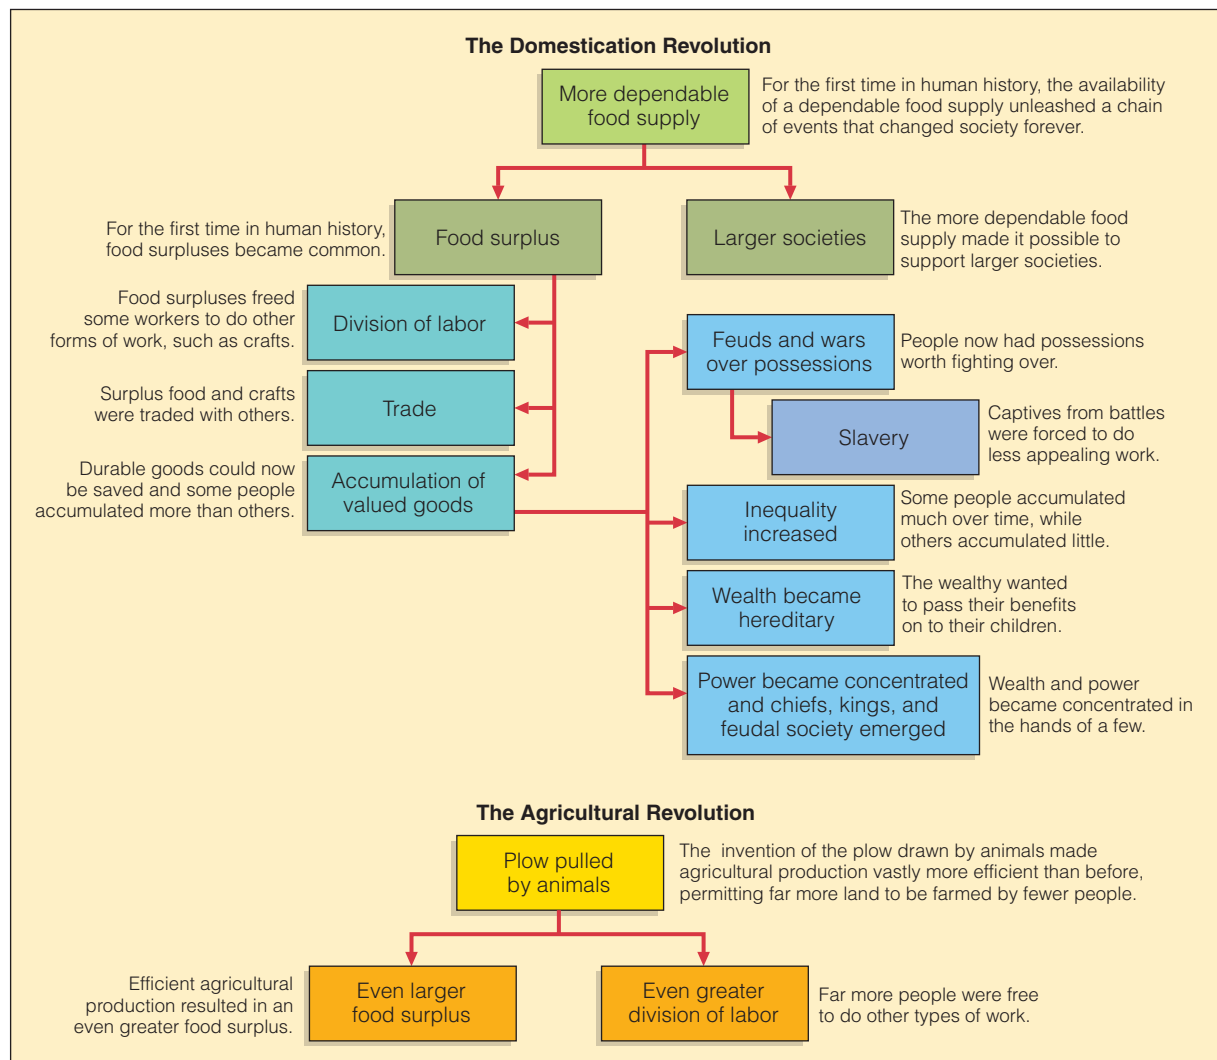 The Domestication Revolution
More dependable
food supply
For the first time in human history, the availability
of a dependable food supply unleashed a chain
of events that changed society forever.
For the first time in human history,
food surpluses became common.
Food surplus
Larger societies
The more dependable food
supply made it possible to
support larger societies.
Food surpluses freed
some workers to do other
forms of work, such as crafts.
Division of labor
Feuds and wars
over possessions
People now had possessions
worth fighting over.
Surplus food and crafts
were traded with others.
Trade
Slavery
Captives from battles
were forced to do
less appealing work.
Durable goods could now
be saved and some people
accumulated more than others.
Accumulation of
valued goods
Inequality
increased
Some people accumulated
much over time, while
others accumulated little.
Wealth became
hereditary
The wealthy wanted
to pass their benefits
on to their children.
Power became concentrated
and chiefs, kings, and
feudal society emerged
Wealth and power
became concentrated in
the hands of a few.
The Agricultural Revolution
Plow pulled
by animals
The invention of the plow drawn by animals made
agricultural production vastly more efficient than before,
permitting far more land to be farmed by fewer people.
Efficient agricultural
production resulted in an
even greater food surplus.
Even larger
food surplus
Even greater
division of labor
Far more people were free
to do other types of work.